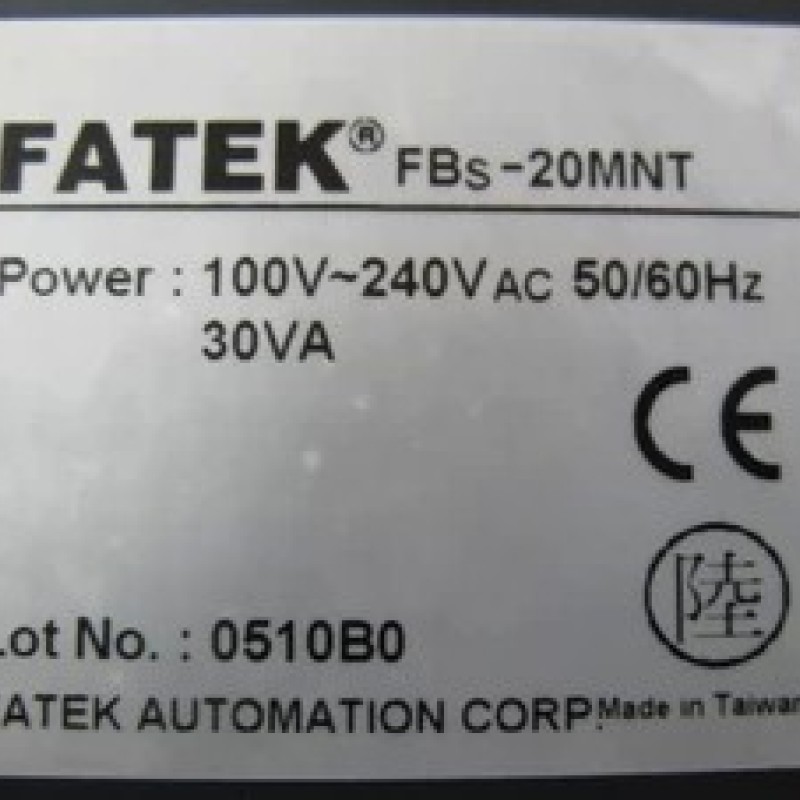 FATEK® FBs-20MNT
Power : 100V~240VAC 50/60Hz
30VA
CE
陸
Lot No. : 0510B0
FATEK AUTOMATION CORP. Made in Taiwan